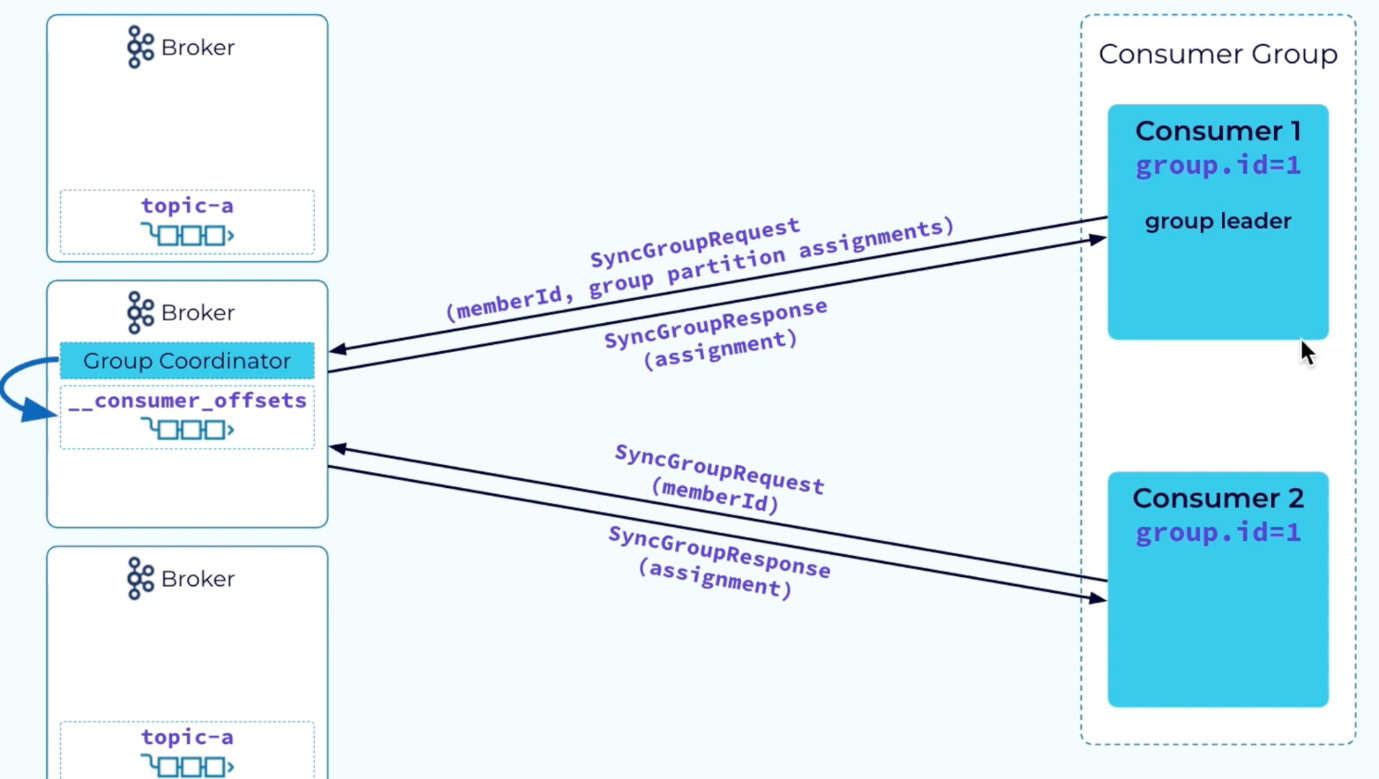 Broker
topic-a
Broker
Group Coordinator
__consumer_offsets
Broker
topic-a
SyncGroupRequest
(memberId, group partition assignments)
SyncGroupResponse
(assignment)
SyncGroupRequest
(memberId)
SyncGroupResponse
(assignment)
Consumer Group
Consumer 1
group.id=1
group leader
Consumer 2
group.id=1